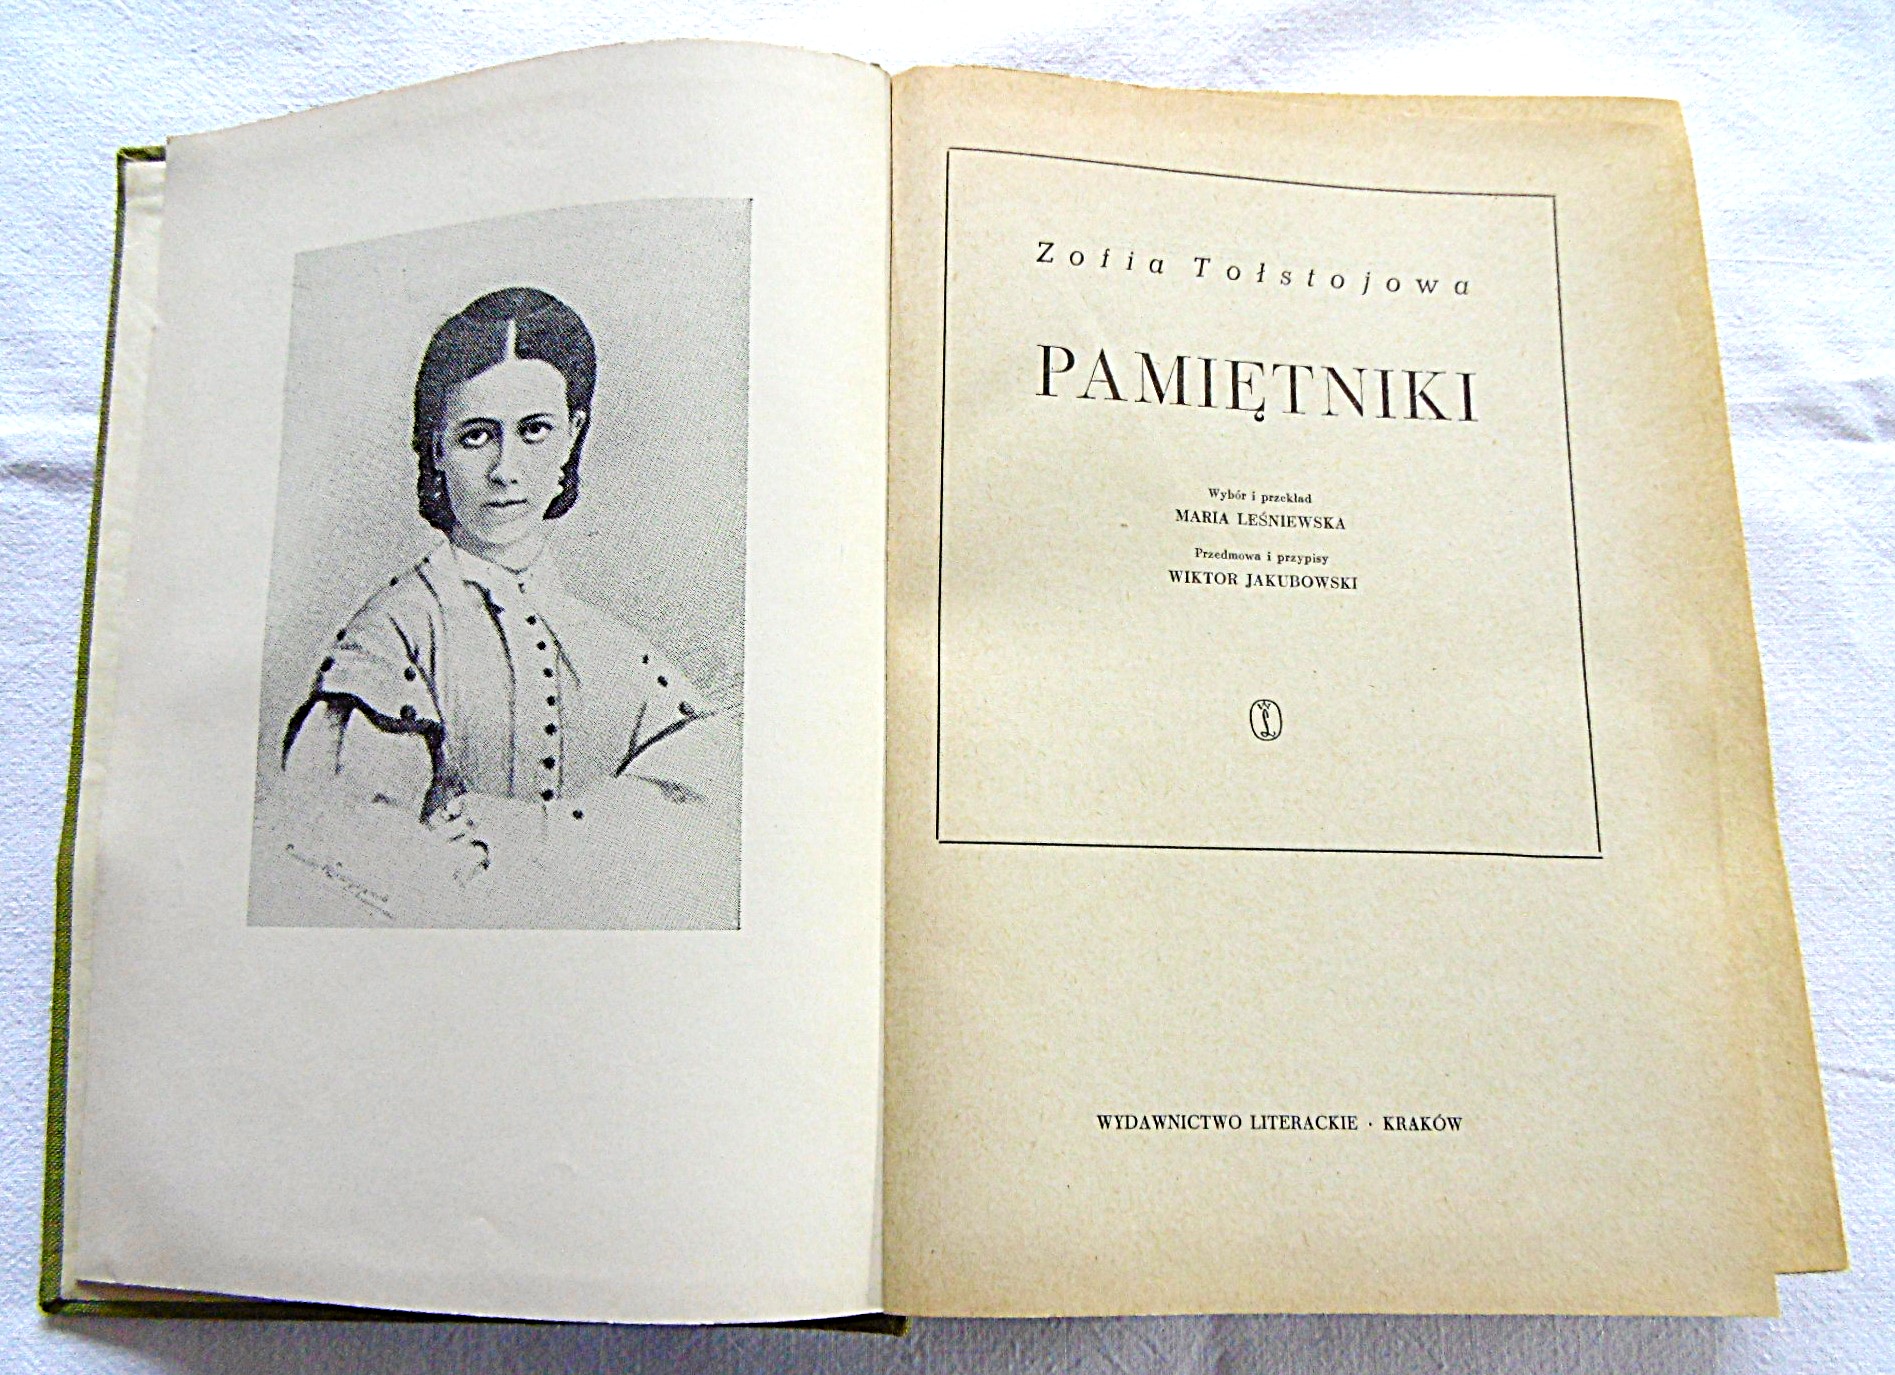 Zofia Tołstojowa
PAMIĘTNIKI
Wybór i przekład
MARIA LEŚNIEWSKA
Przedmowa i przypisy
WIKTOR JAKUBOWSKI
WYDAWNICTWO LITERACKIE · KRAKÓW